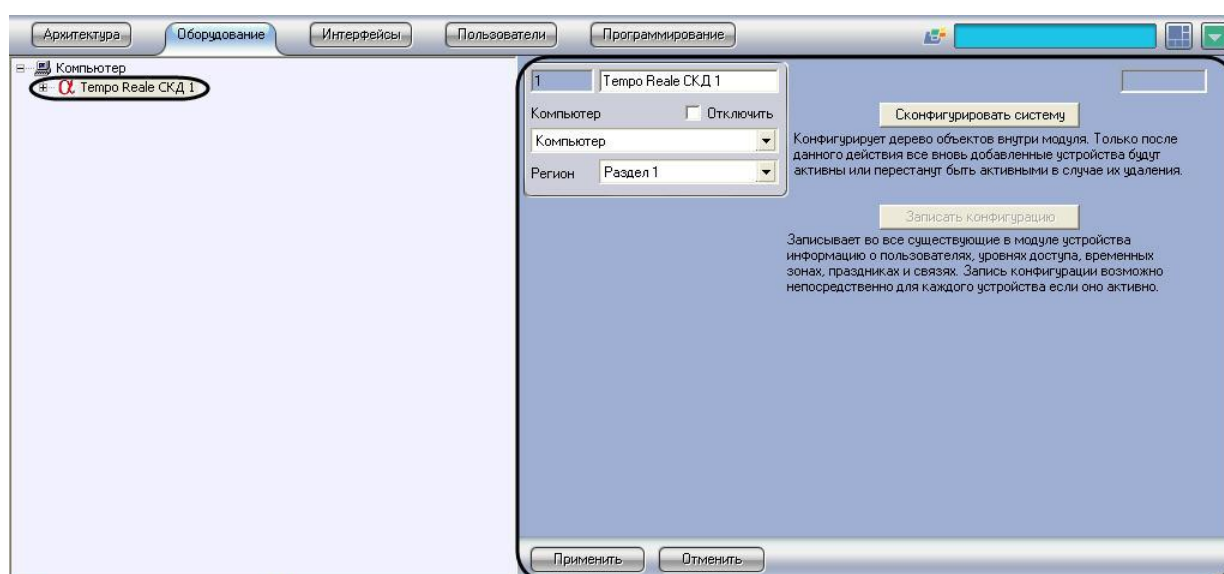 Архитектура Оборудование Интерфейсы Пользователи Программирование
Компьютер
α Tempo Reale СКД 1
1 Tempo Reale СКД 1
Компьютер Отключить
Компьютер
Регион Раздел 1
Сконфигурировать систему
Конфигурирует дерево объектов внутри модуля. Только после
данного действия все вновь добавленные устройства будут
активны или перестанут быть активными в случае их удаления.
Записать конфигурацию
Записывает во все существующие в модуле устройства
информацию о пользователях, уровнях доступа, временных
зонах, праздниках и связях. Запись конфигурации возможно
непосредственно для каждого устройства если оно активно.
Применить Отменить